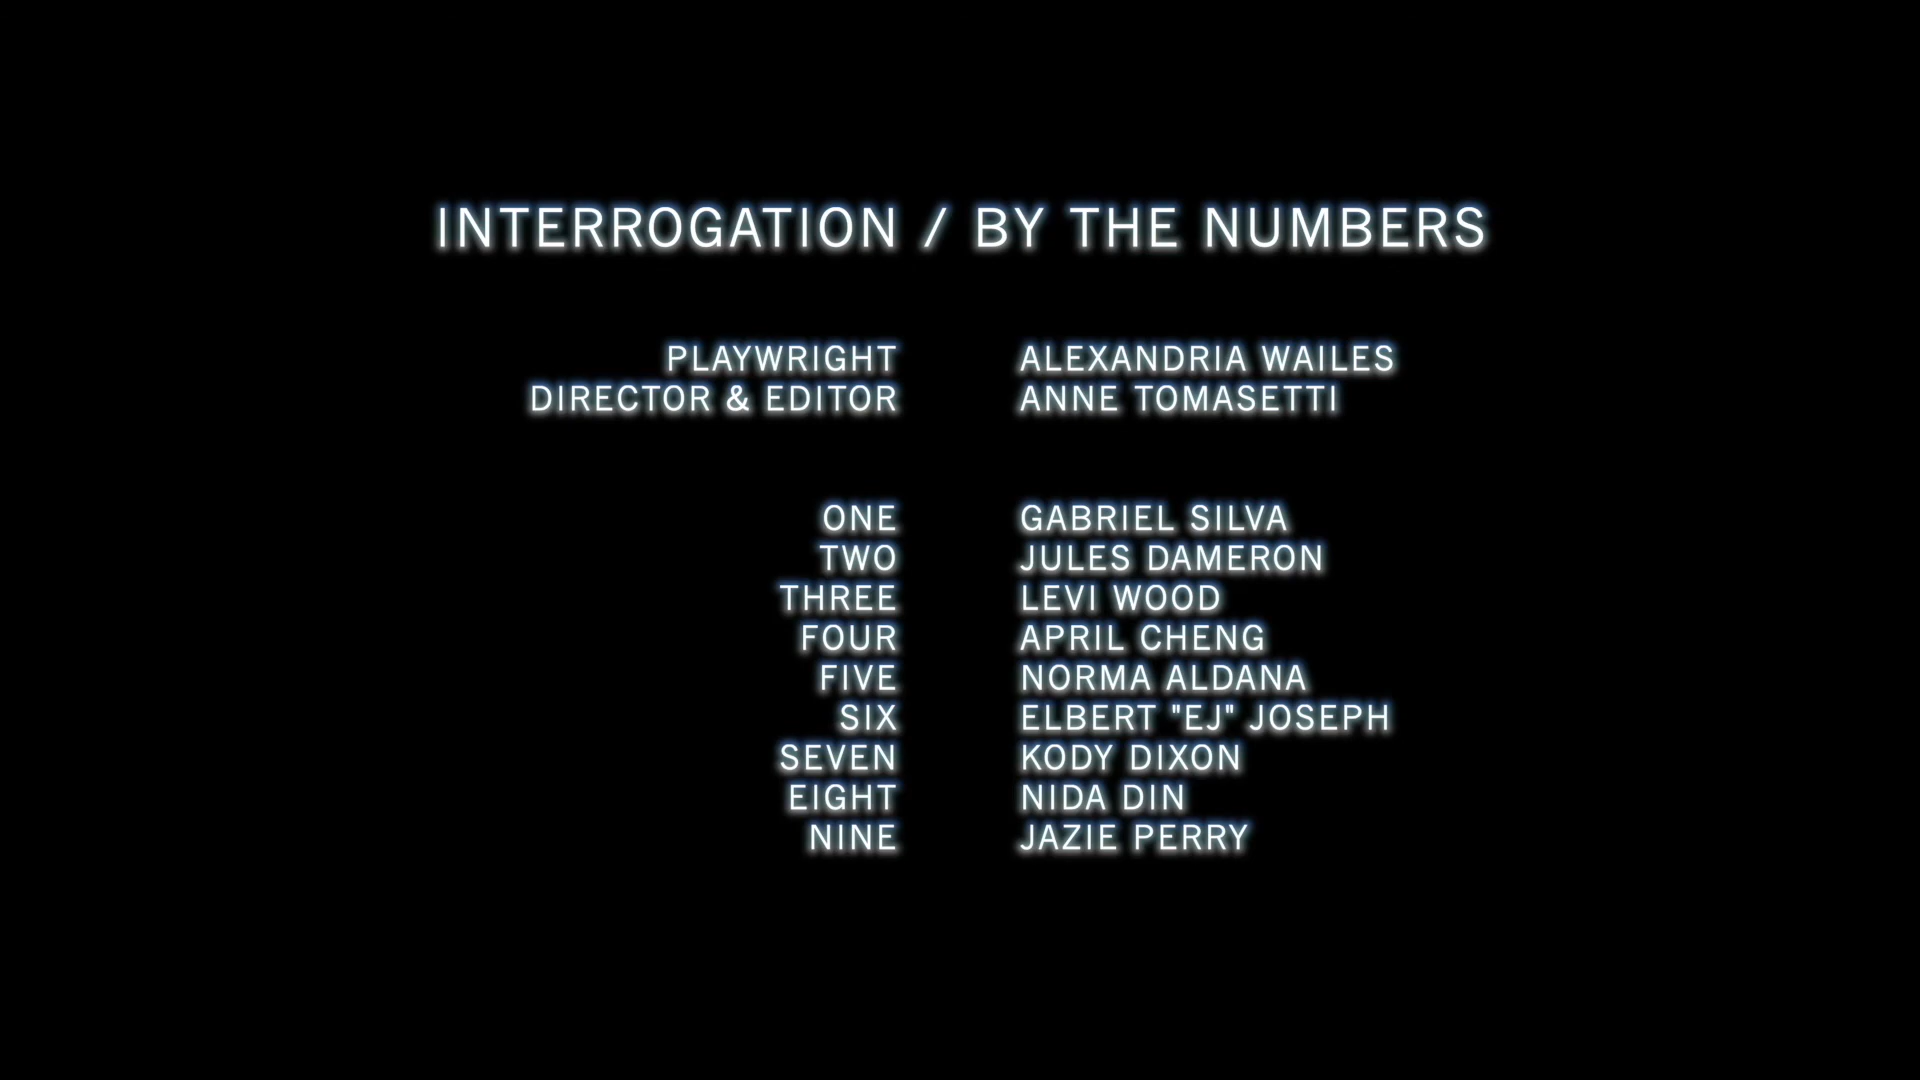 INTERROGATION / BY THE NUMBERS
PLAYWRIGHT ALEXANDRIA WAILES
DIRECTOR & EDITOR ANNE TOMASETTI
ONE GABRIEL SILVA
TWO JULES DAMERON
THREE LEVI WOOD
FOUR APRIL CHENG
FIVE NORMA ALDANA
SIX ELBERT "EJ" JOSEPH
SEVEN KODY DIXON
EIGHT NIDA DIN
NINE JAZIE PERRY